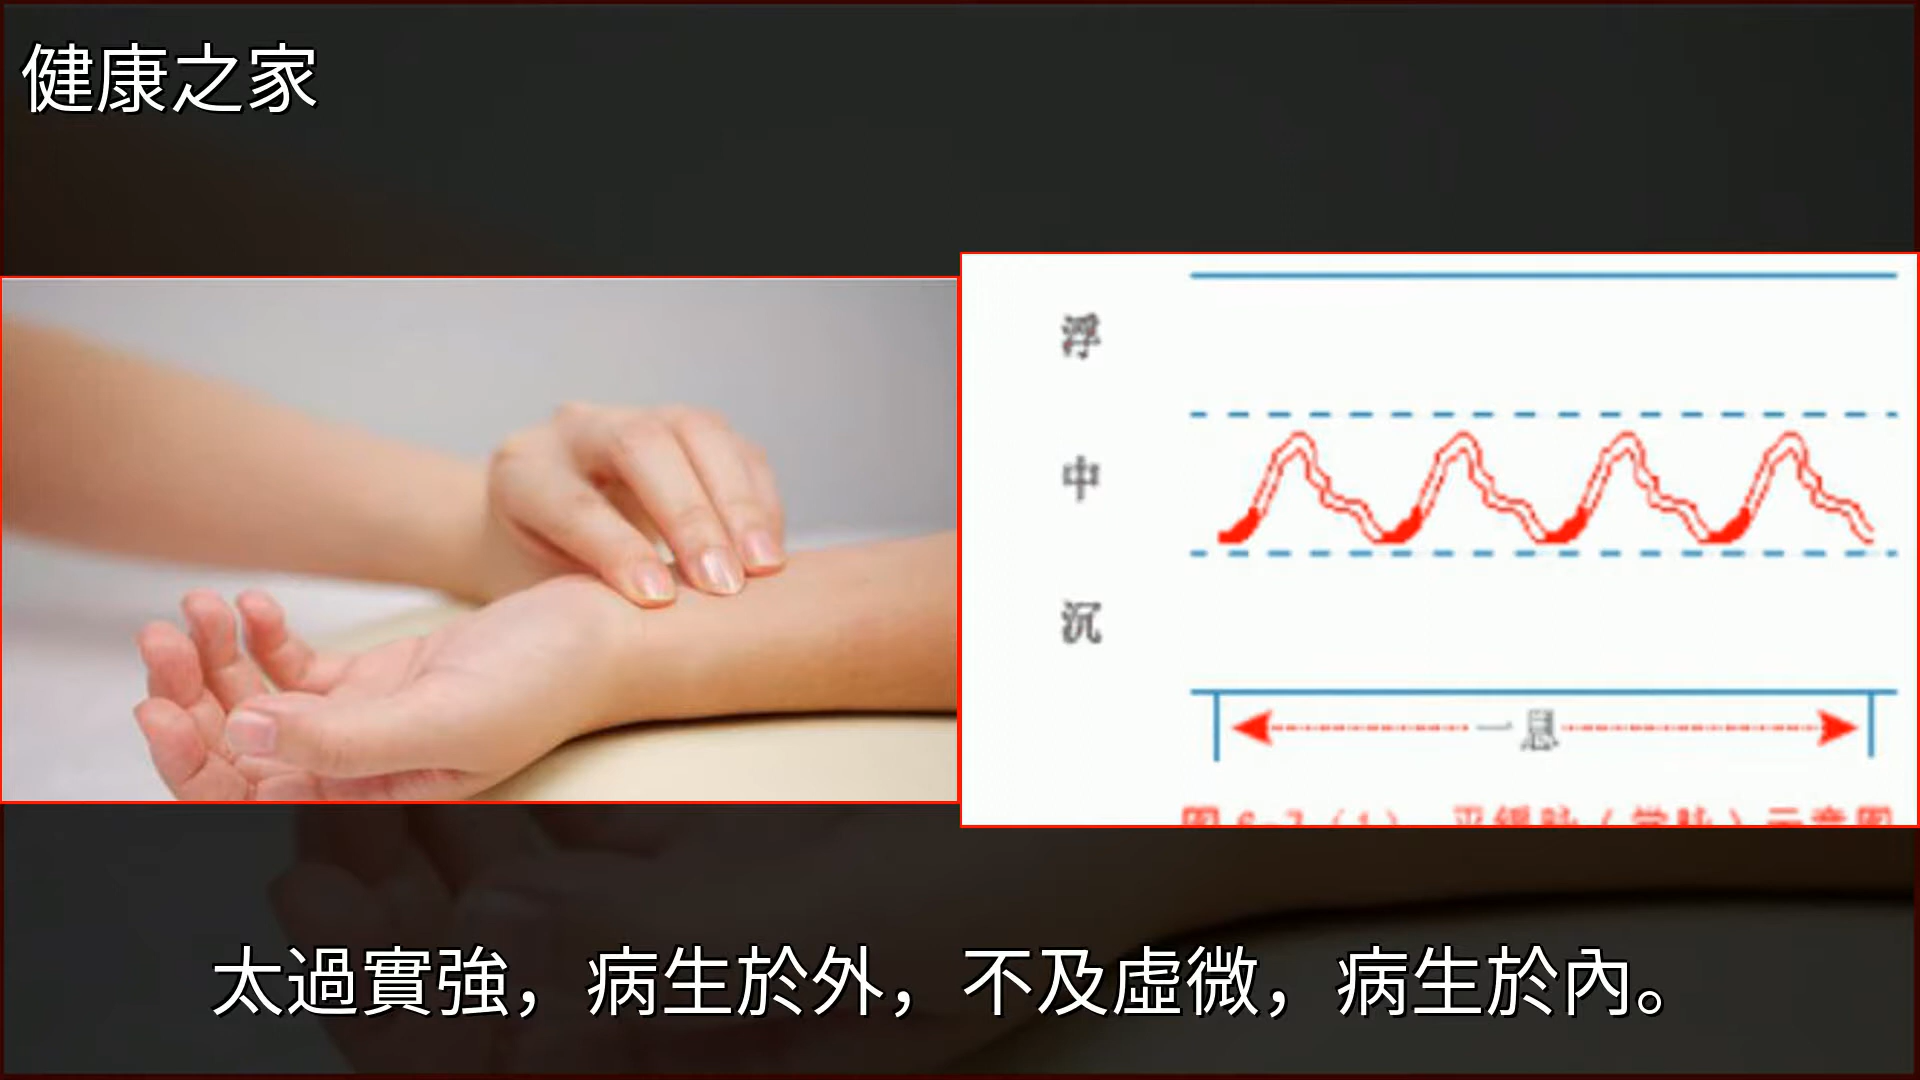 健康之家
浮
中
沉
一息
太過實強，病生於外，不及虛微，病生於內。